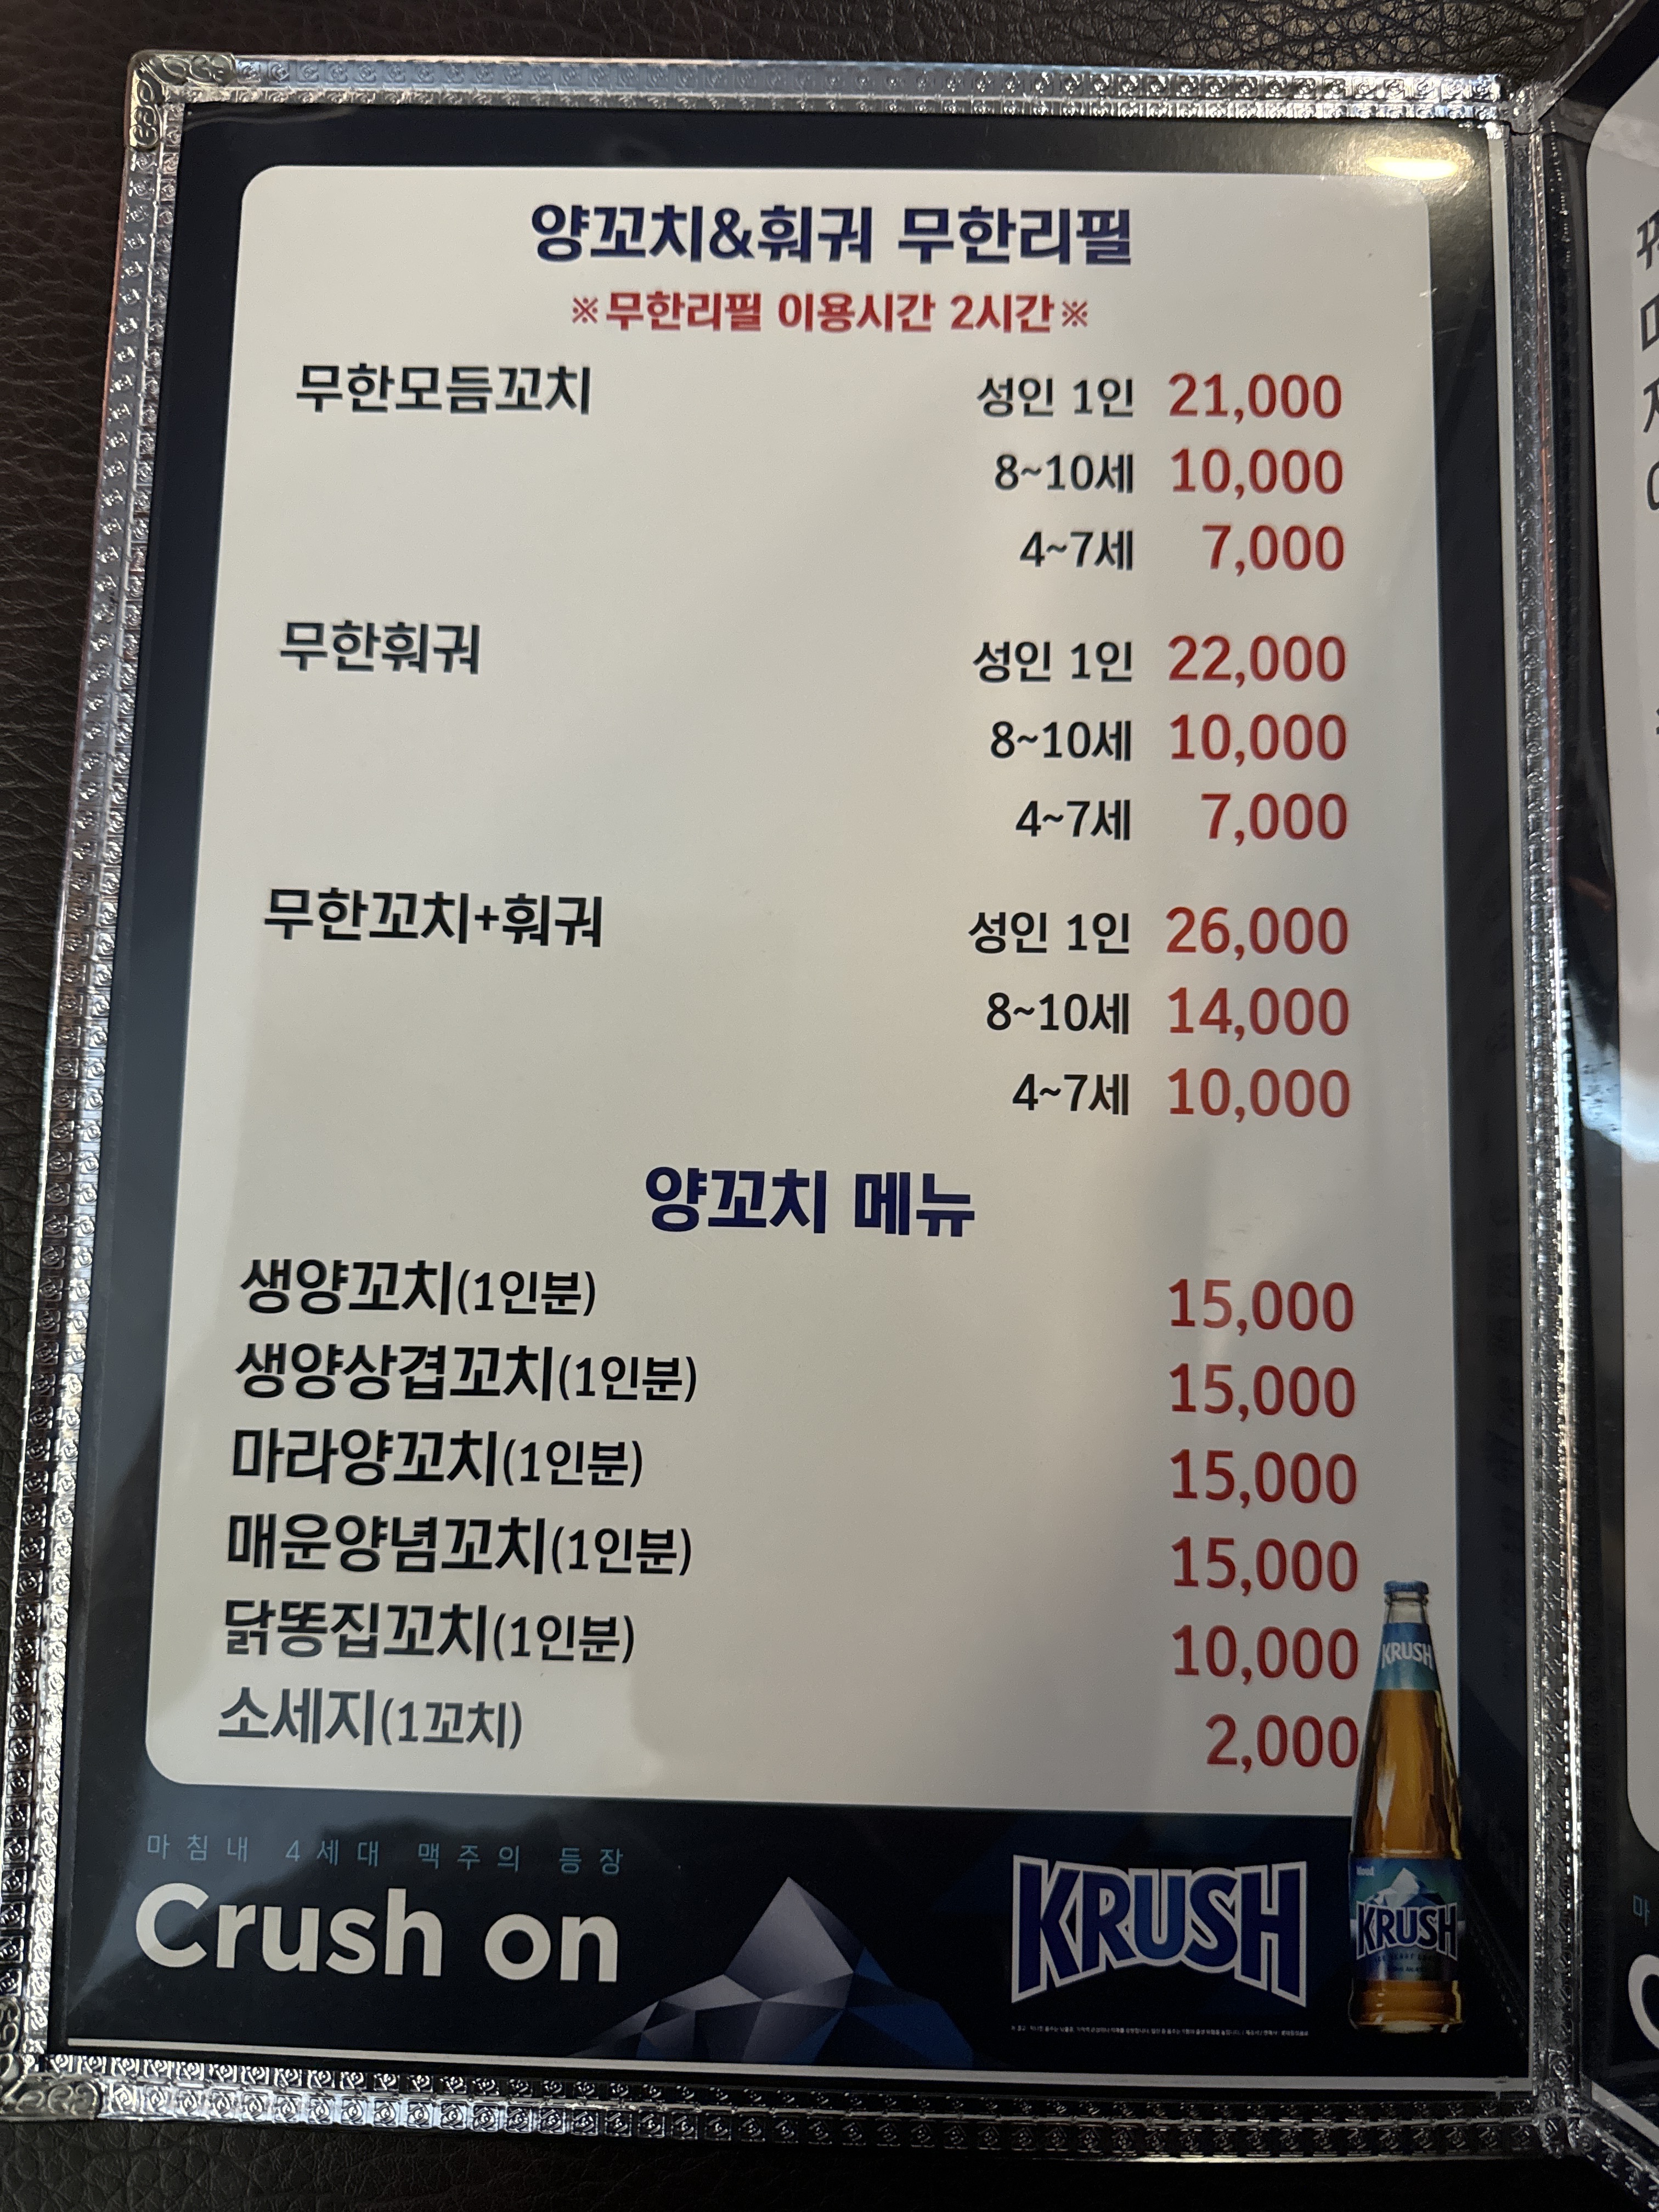 양꼬치&훠궈 무한리필
※무한리필 이용시간 2시간※
무한모듬꼬치 성인 1인 21,000
8~10세 10,000
4~7세 7,000
무한훠궈 성인 1인 22,000
8~10세 10,000
4~7세 7,000
무한꼬치+훠궈 성인 1인 26,000
8~10세 14,000
4~7세 10,000
양꼬치 메뉴
생양꼬치(1인분) 15,000
생양상겹꼬치(1인분) 15,000
마라양꼬치(1인분) 15,000
매운양념꼬치(1인분) 15,000
닭똥집꼬치(1인분) 10,000
소세지(1꼬치) 2,000
마침내 4세대 맥주의 등장
Crush on
KRUSH
KRUSH
KRUSH